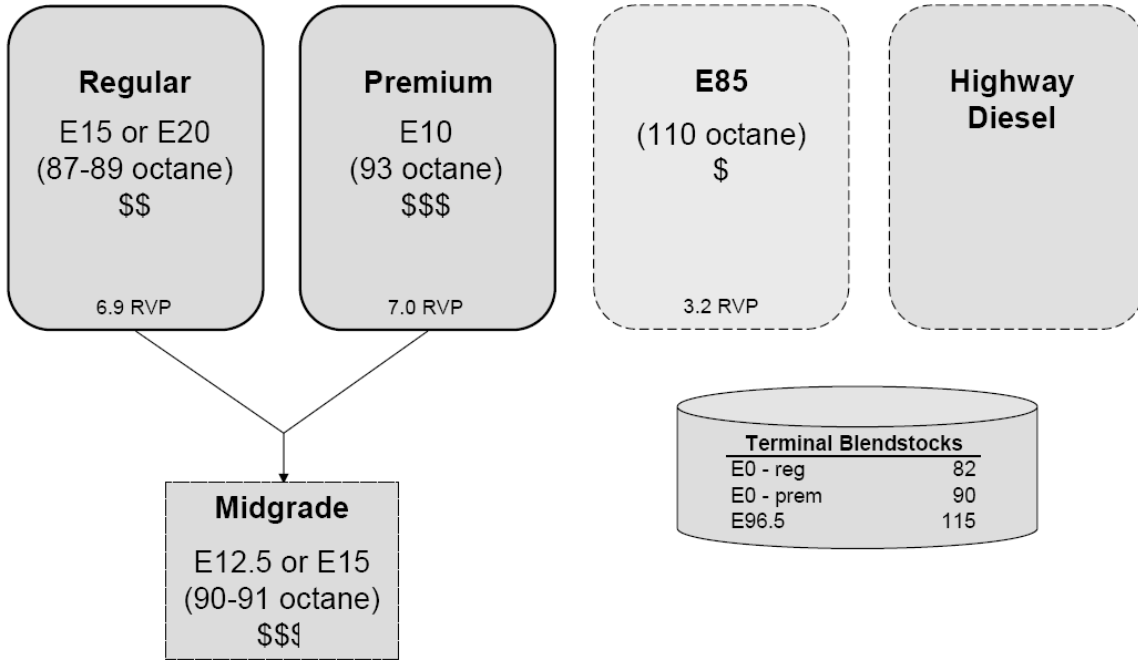 Regular
E15 or E20
(87-89 octane)
$$
6.9 RVP
Premium
E10
(93 octane)
$$$
7.0 RVP
E85
(110 octane)
$
3.2 RVP
Highway
Diesel
Midgrade
E12.5 or E15
(90-91 octane)
$$$
Terminal Blendstocks
E0 - reg 82
E0 - prem 90
E96.5 115